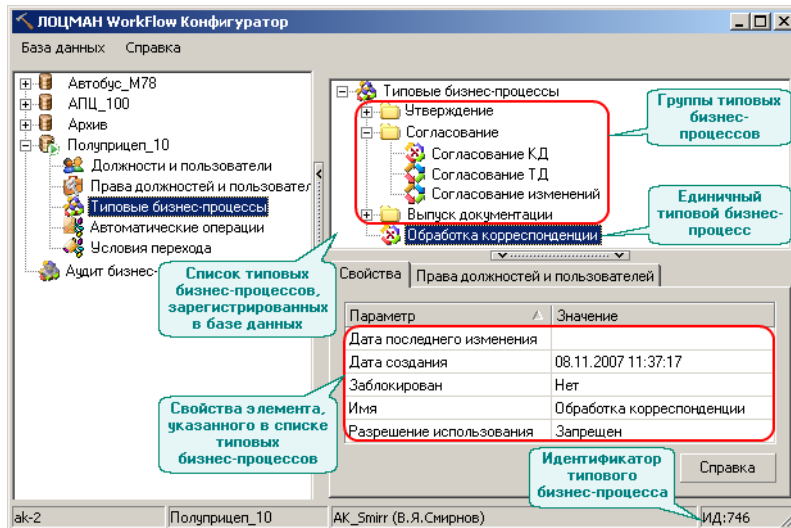 ЛОЦМАН WorkFlow Конфигуратор
База данных Справка
Автобус_М78
АПЦ_100
Архив
Полуприцеп_10
Должности и пользователи
Права должностей и пользовател
Типовые бизнес-процессы
Автоматические операции
Условия перехода
Аудит бизнес-
Типовые бизнес-процессы
Утверждение
Согласование
Согласование КД
Согласование ТД
Согласование изменений
Выпуск документации
Обработка корреспонденции
Группы типовых
бизнес-
процессов
Единичный
типовой бизнес-
процесс
Список типовых
бизнес-процессов,
зарегистрированных
в базе данных
Свойства Права должностей и пользователей
Параметр Значение
Дата последнего изменения
Дата создания 08.11.2007 11:37:17
Заблокирован Нет
Имя Обработка корреспонденции
Разрешение использования Запрещен
Свойства элемента,
указанного в списке
типовых
бизнес-процессов
Идентификатор
типового
бизнес-процесса
Справка
ak-2 Полуприцеп_10 AK_Smirr (В.Я.Смирнов) ИД:746